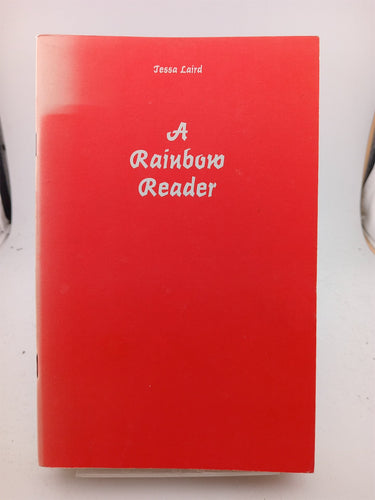 Tessa Laird
A
Rainbow
Reader